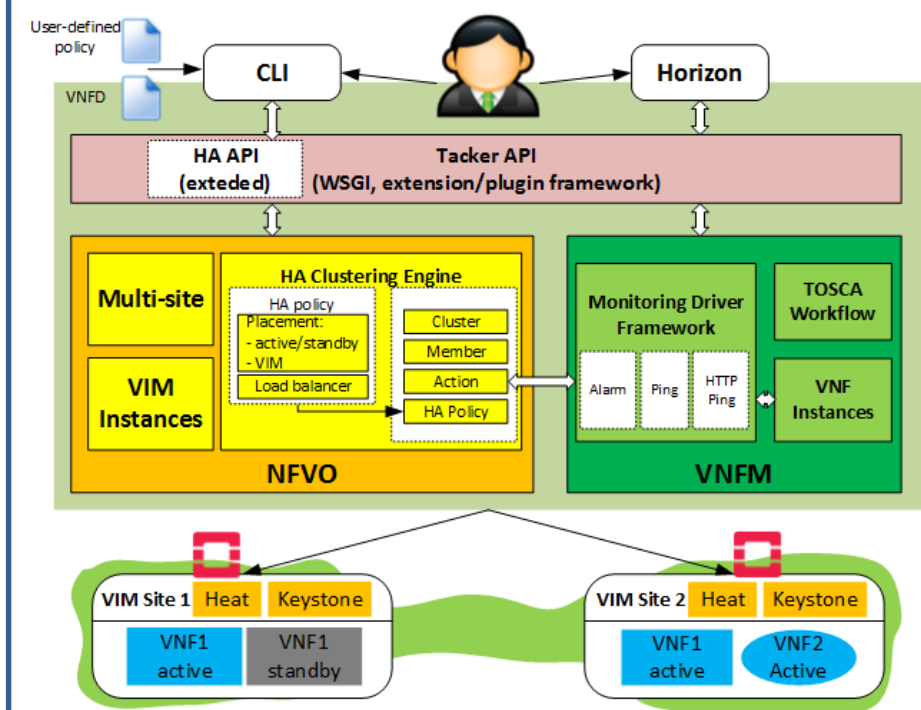 User-defined
policy
VNFD
CLI
Horizon
HA API
(exteded)
Tacker API
(WSGI, extension/plugin framework)
Multi-site
VIM
Instances
HA Clustering Engine
HA policy
Placement:
- active/standby
- VIM
Load balancer
Cluster
Member
Action
HA Policy
NFVO
Monitoring Driver
Framework
Alarm
Ping
HTTP
Ping
TOSCA
Workflow
VNF
Instances
VNFM
VIM Site 1
Heat
Keystone
VNF1
active
VNF1
standby
VIM Site 2
Heat
Keystone
VNF1
active
VNF2
Active